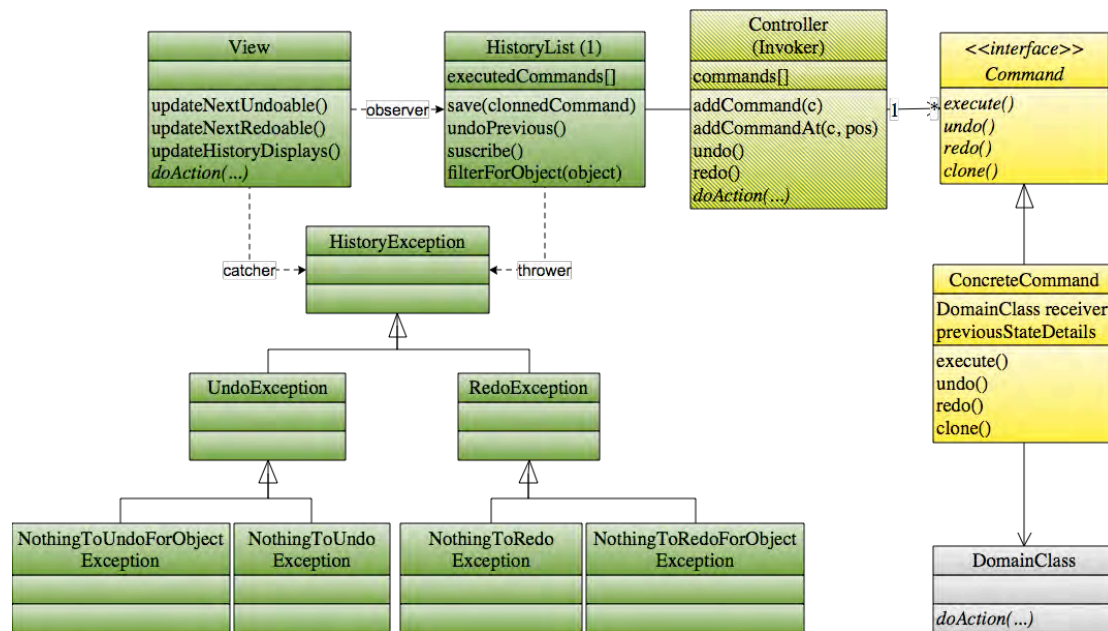 View
updateNextUndoable()
updateNextRedoable()
updateHistoryDisplays()
doAction(...)
observer
HistoryList (1)
executedCommands[]
save(clonnedCommand)
undoPrevious()
suscribe()
filterForObject(object)
Controller
(Invoker)
commands[]
addCommand(c)
addCommandAt(c, pos)
undo()
redo()
doAction(...)
1
*
<<interface>>
Command
execute()
undo()
redo()
clone()
catcher
HistoryException
thrower
ConcreteCommand
DomainClass receiver
previousStateDetails
execute()
undo()
redo()
clone()
UndoException
RedoException
NothingToUndoForObject
Exception
NothingToUndo
Exception
NothingToRedo
Exception
NothingToRedoForObject
Exception
DomainClass
doAction(...)